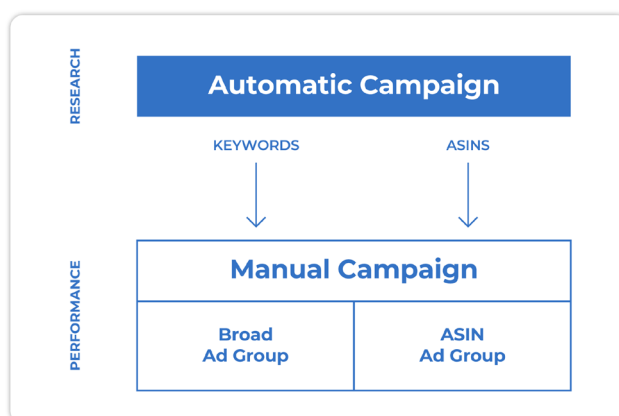 RESEARCH
Automatic Campaign
KEYWORDS
ASINS
PERFORMANCE
Manual Campaign
Broad
Ad Group
ASIN
Ad Group